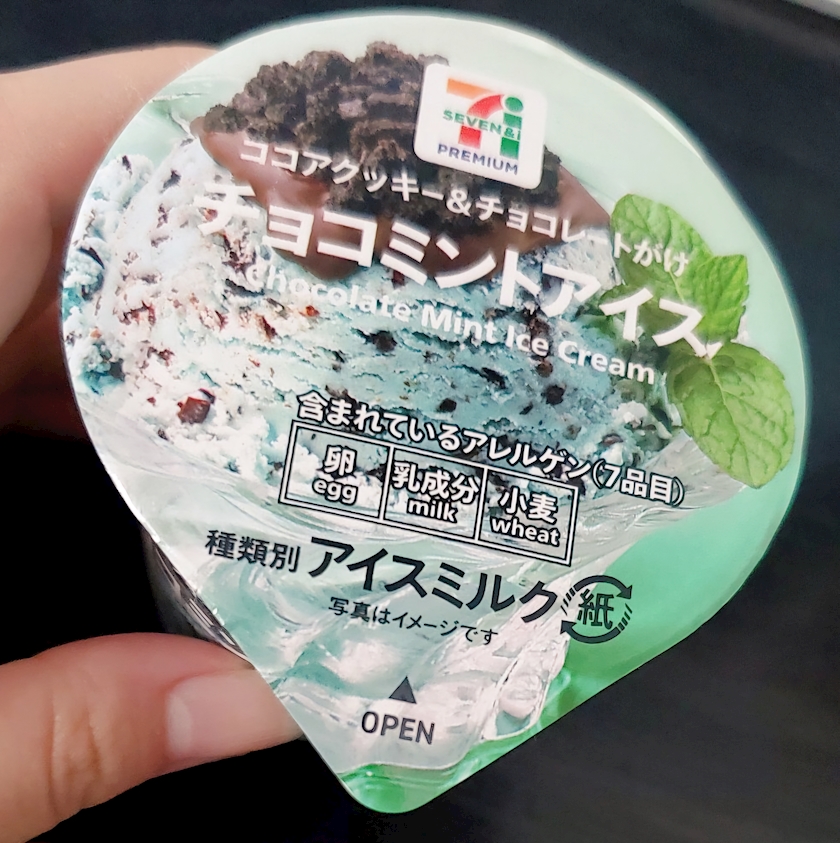 SEVEN&i
PREMIUM
ココアクッキー&チョコレートがけ
チョコミントアイス
Chocolate Mint Ice Cream
含まれているアレルゲン(7品目)
卵 乳成分 小麦
egg milk wheat
種類別 アイスミルク 紙
写真はイメージです
OPEN